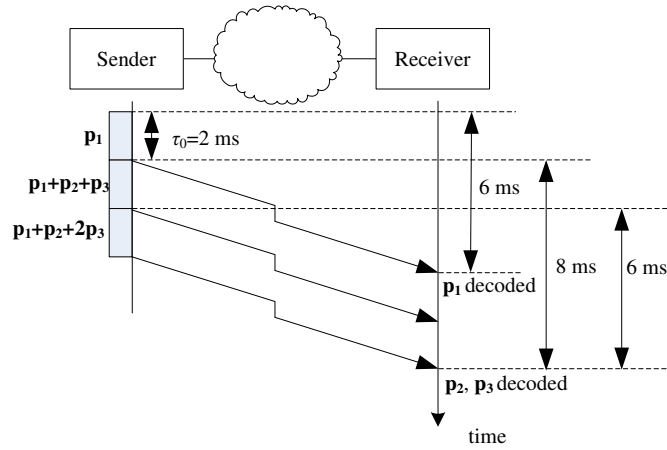 Sender
Receiver
p1
τ0=2 ms
6 ms
p1+p2+p3
p1+p2+2p3
8 ms
6 ms
p1 decoded
p2, p3 decoded
time